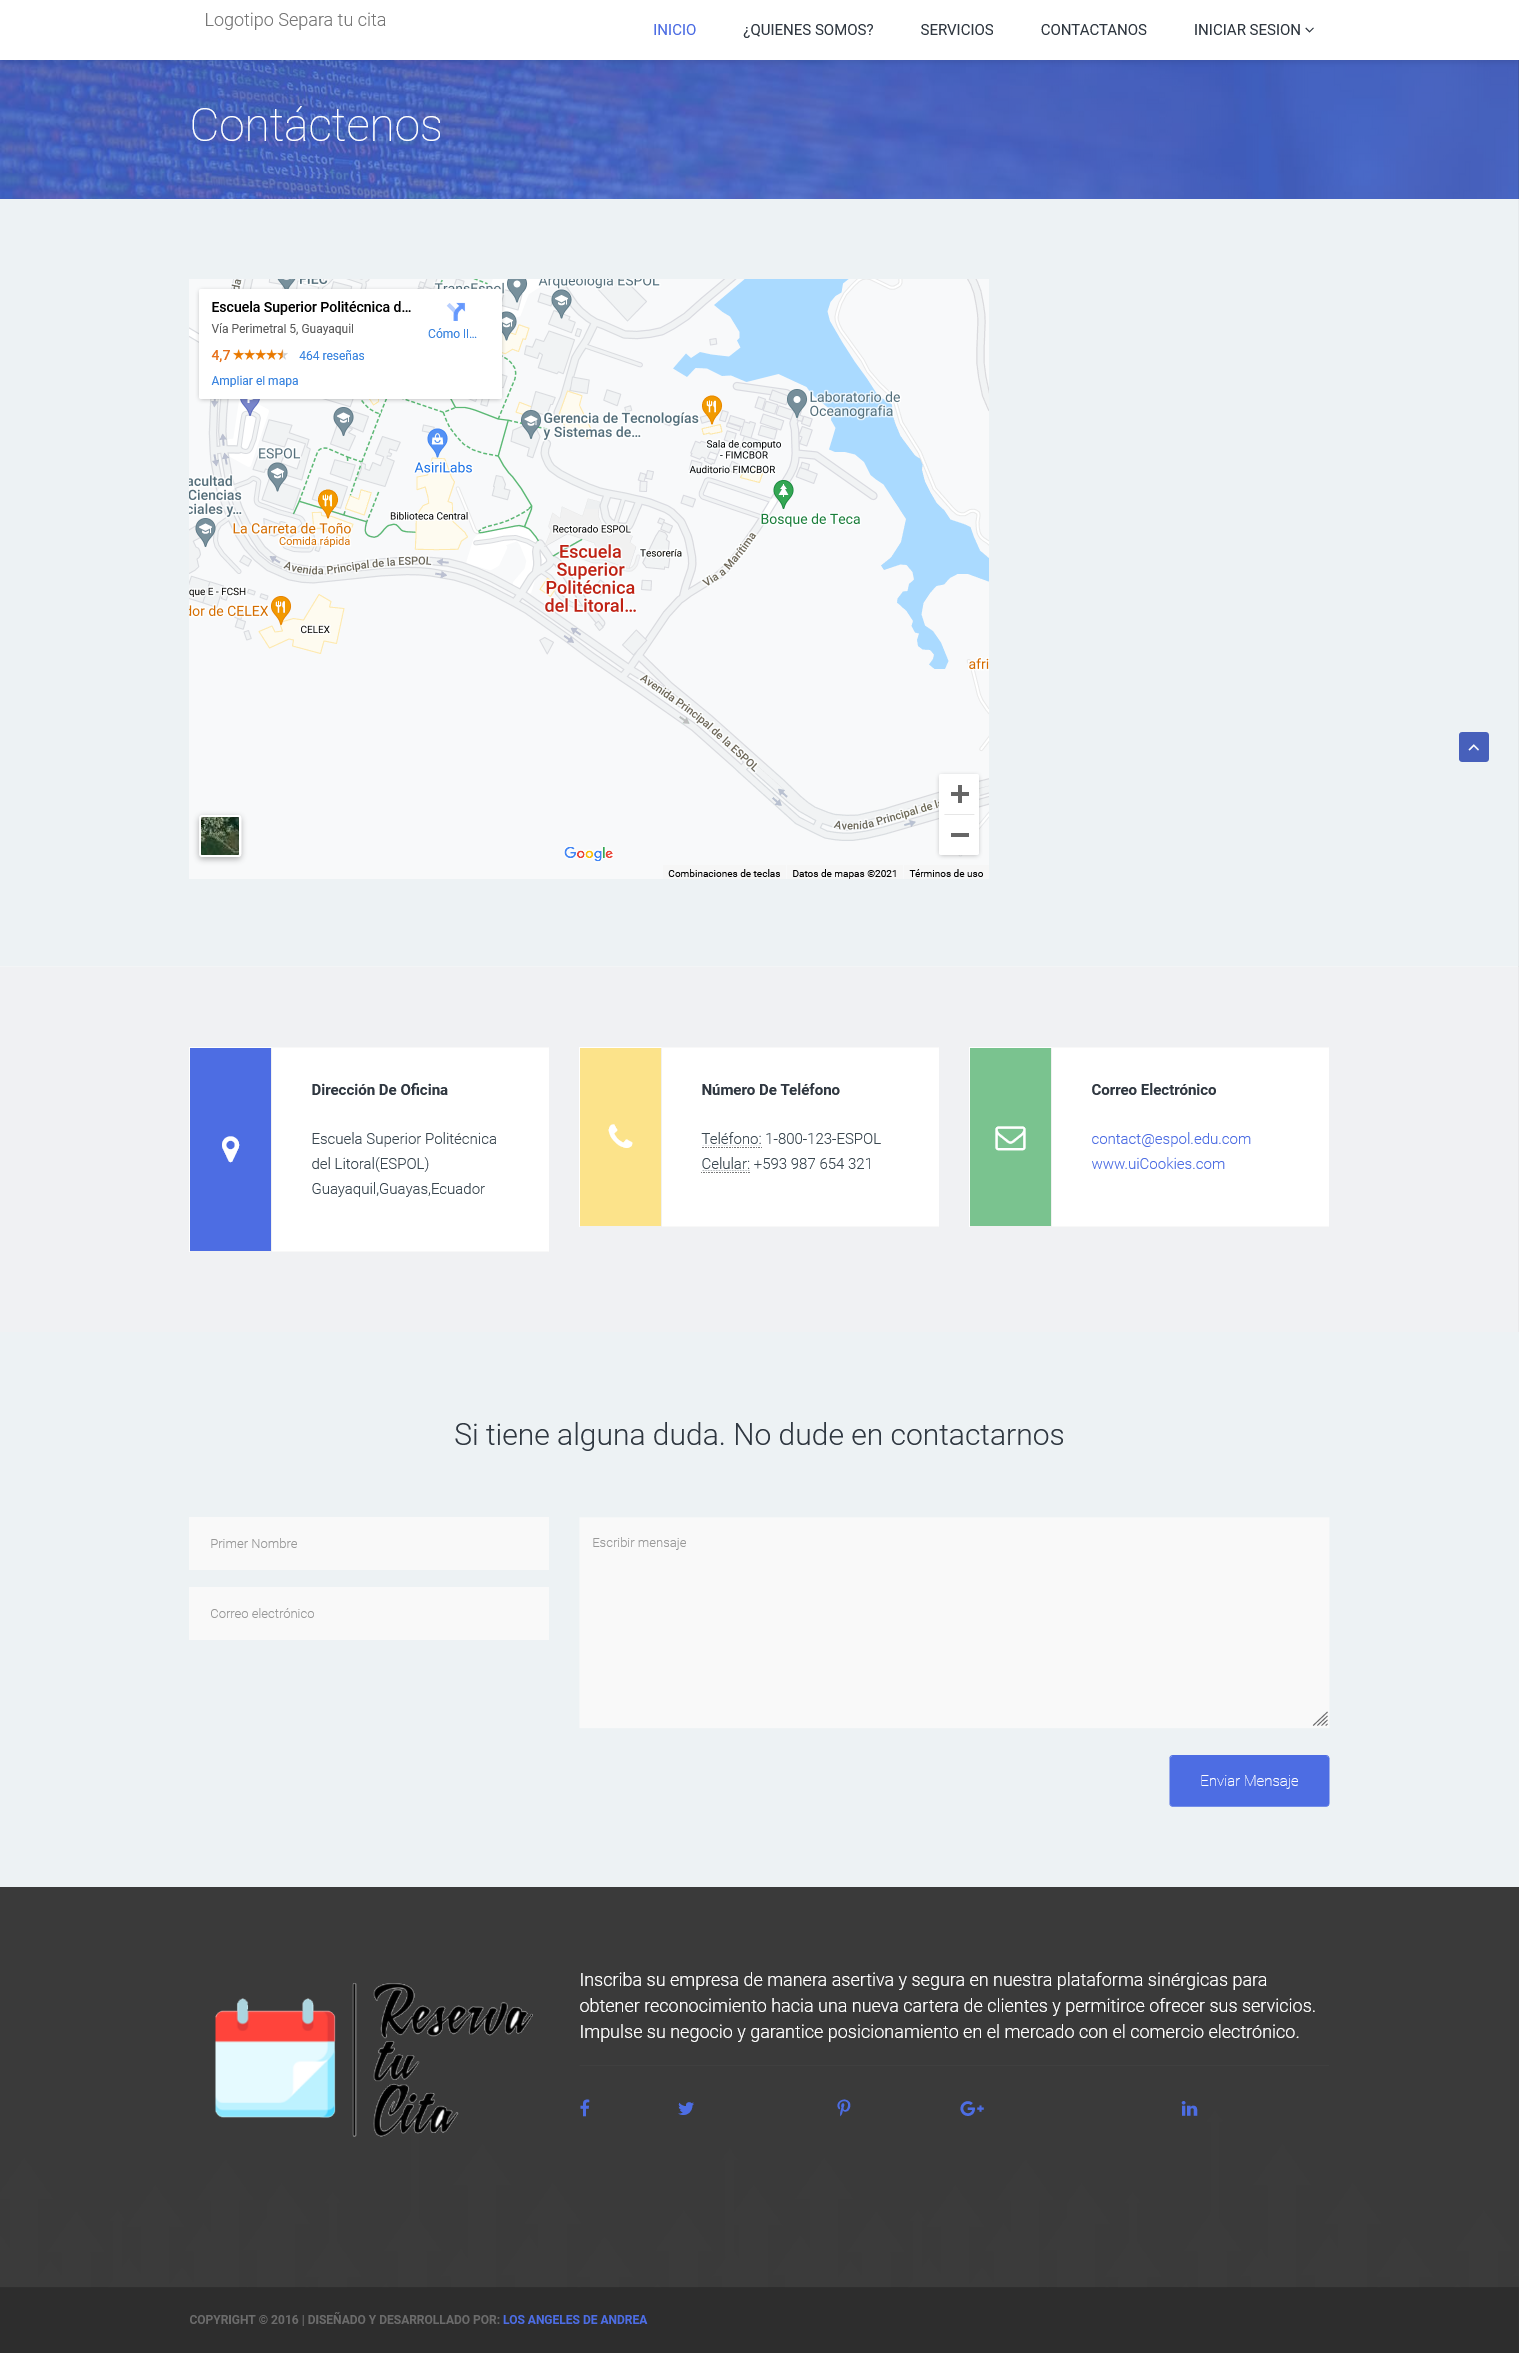 Logotipo Separa tu cita
INICIO
¿QUIENES SOMOS?
SERVICIOS
CONTACTANOS
INICIAR SESION
Contáctenos
FIEC
TransEspol
Arqueología ESPOL
Escuela Superior Politécnica d...
Vía Perimetral 5, Guayaquil
4,7
464 reseñas
Ampliar el mapa
Cómo ll...
Laboratorio de
Oceanografía
Gerencia de Tecnologías
y Sistemas de...
Sala de computo
- FIMCBOR
Auditorio FIMCBOR
ESPOL
AsiriLabs
acultad
Ciencias
ciales y...
La Carreta de Toño
Comida rápida
Biblioteca Central
Bosque de Teca
Rectorado ESPOL
Tesorería
Escuela
Superior
Politécnica
del Litoral...
Via a Marítima
Avenida Principal de la ESPOL
que E - FCSH
dor de CELEX
CELEX
afri
Avenida Principal de la ESPOL
Avenida Principal de la
Google
Combinaciones de teclas
Datos de mapas ©2021
Términos de uso
Dirección De Oficina
Escuela Superior Politécnica
del Litoral(ESPOL)
Guayaquil,Guayas,Ecuador
Número De Teléfono
Teléfono: 1-800-123-ESPOL
Celular: +593 987 654 321
Correo Electrónico
contact@espol.edu.com
www.uiCookies.com
Si tiene alguna duda. No dude en contactarnos
Primer Nombre
Correo electrónico
Escribir mensaje
Enviar Mensaje
Reserva
tu
Cita
Inscriba su empresa de manera asertiva y segura en nuestra plataforma sinérgicas para
obtener reconocimiento hacia una nueva cartera de clientes y permitirce ofrecer sus servicios.
Impulse su negocio y garantice posicionamiento en el mercado con el comercio electrónico.
COPYRIGHT © 2016 | DISEÑADO Y DESARROLLADO POR: LOS ANGELES DE ANDREA